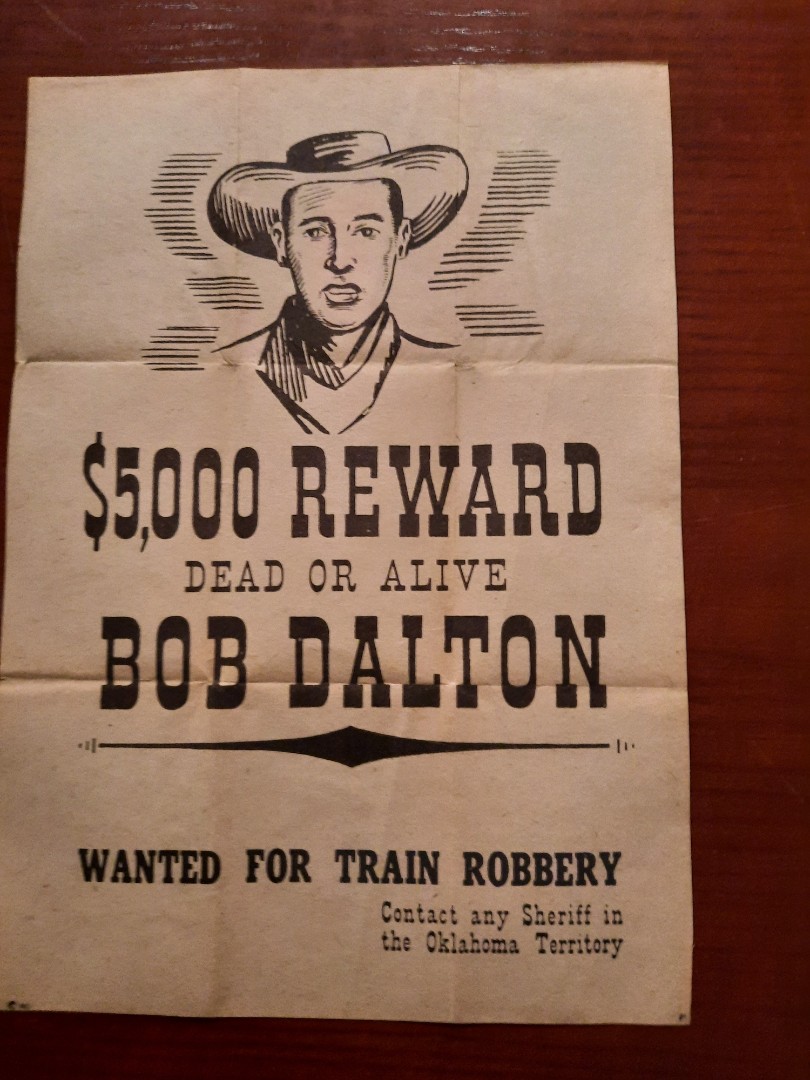 $5,000 REWARD
DEAD OR ALIVE
BOB DALTON
WANTED FOR TRAIN ROBBERY
Contact any Sheriff in
the Oklahoma Territory